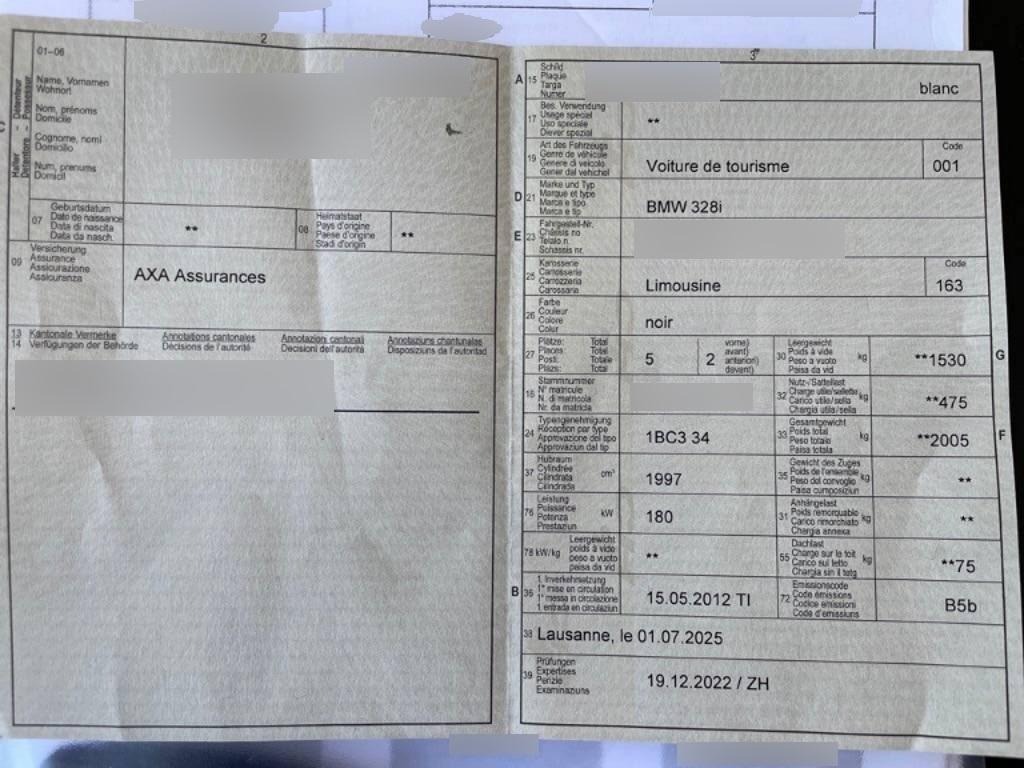 2
01–06
Halter - Détenteur
Detentore - Possessur
Name, Vornamen
Wohnort
Nom, prénoms
Domicile
Cognome, nomi
Domicilio
Num, prenums
Domicil
07
Geburtsdatum
Date de naissance
Data di nascita
Data da nasch.
**
08
Heimatstaat
Pays d'origine
Paese d'origine
Stadi d'origin
**
09
Versicherung
Assurance
Assicurazione
Assicuranza
AXA Assurances
13 Kantonale Vermerke Annotations cantonales Annotazioni cantonali Annotaziuns chantunalas
14 Verfügungen der Behörde Décisions de l'autorité Decisioni dell'autorità Disposiziuns da l'autoritad
3
A 15
Schild
Plaque
Targa
Numer
blanc
17
Bes. Verwendung
Usage spécial
Uso speciale
Diever spezial
**
19
Art des Fahrzeugs
Genre de véhicule
Genere di veicolo
Gener dal vehichel
Voiture de tourisme
Code
001
D 21
Marke und Typ
Marque et type
Marca e tipo
Marca e tip
BMW 328i
E 23
Fahrgestell-Nr.
Châssis no
Telaio n.
Schassis nr.
25
Karosserie
Carrosserie
Carrozzeria
Carossaria
Limousine
Code
163
26
Farbe
Couleur
Colore
Colur
noir
27
Plätze: Total
Places: Total
Posti: Totale
Plazs: Total
5
2
vorne)
avant)
anteriori)
davant)
30
Leergewicht
Poids à vide
Peso a vuoto
Paisa da vid
kg
**1530
G
18
Stammnummer
N° matricule
N. di matricola
Nr. da matricla
32
Nutz-/Sattellast
Charge utile/sellette
Carico utile/sella
Chargia utila/sella
kg
**475
24
Typengenehmigung
Réception par type
Approvazione del tipo
Approvaziun dal tip
1BC3 34
33
Gesamtgewicht
Poids total
Peso totale
Paisa totala
kg
**2005
F
37
Hubraum
Cylindrée
Cilindrata
Cilindrada
cm³
1997
35
Gewicht des Zuges
Poids de l'ensemble
Peso del convoglio
Paisa cumposiziun
kg
**
76
Leistung
Puissance
Potenza
Prestaziun
kW
180
31
Anhängelast
Poids remorquable
Carico rimorchiato
Chargia annexa
kg
**
78 kW/kg
Leergewicht
poids à vide
peso a vuoto
paisa da vid
**
55
Dachlast
Charge sur le toit
Carico sul tetto
Chargia sin il tetg
kg
**75
B 36
1. Inverkehrsetzung
1re mise en circulation
1a messa in circolazione
1. entrada en circulaziun
15.05.2012 TI
72
Emissionscode
Code émissions
Codice emissioni
Code d'emissiuns
B5b
38 Lausanne, le 01.07.2025
39
Prüfungen
Expertises
Perizie
Examinaziuns
19.12.2022 / ZH